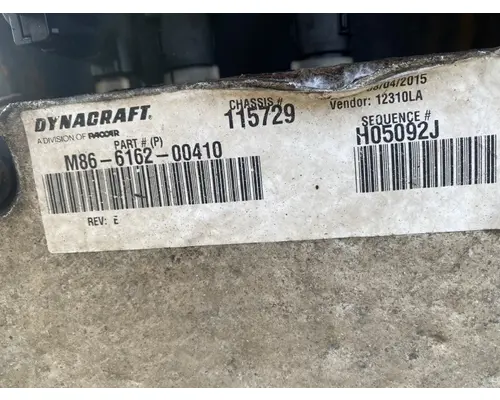 DYNACRAFT.
A DIVISION OF PACCAR
PART # (P)
M86-6162-00410
REV: E
CHASSIS #
115729
/04/2015
Vendor: 12310LA
SEQUENCE #
H05092J